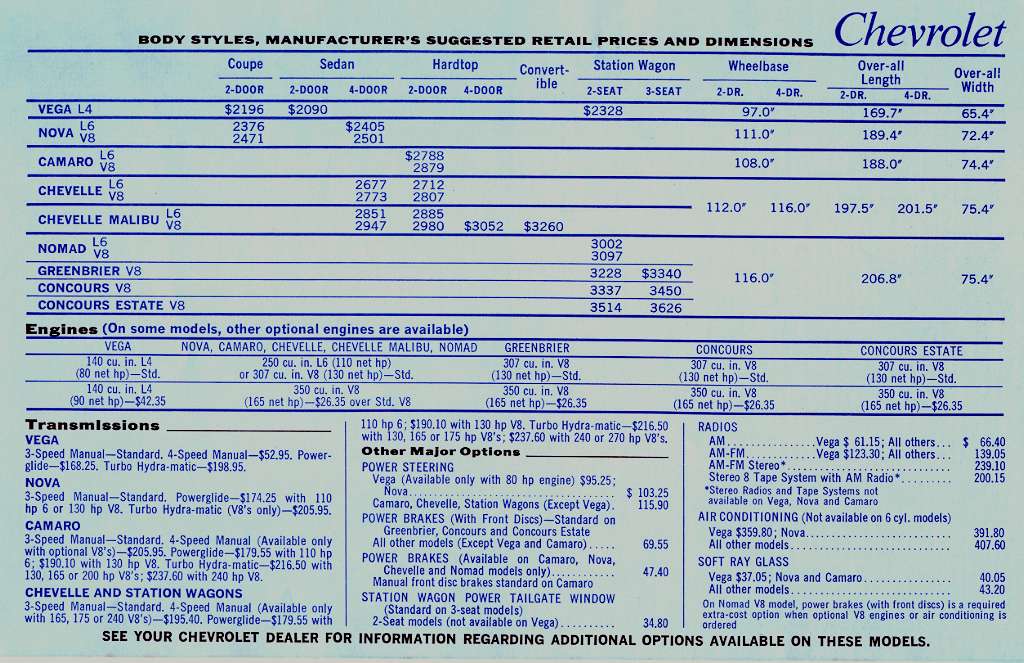 BODY STYLES, MANUFACTURER'S SUGGESTED RETAIL PRICES AND DIMENSIONS Chevrolet
Coupe Sedan Hardtop Convert-ible Station Wagon Wheelbase Over-all Length Over-all Width
2-DOOR 2-DOOR 4-DOOR 2-DOOR 4-DOOR 2-SEAT 3-SEAT 2-DR. 4-DR. 2-DR. 4-DR.
VEGA L4 $2196 $2090 $2328 97.0" 169.7" 65.4"
NOVA L6 2376 $2405 111.0" 189.4" 72.4"
V8 2471 2501
CAMARO L6 $2788 108.0" 188.0" 74.4"
V8 2879
CHEVELLE L6 2677 2712
V8 2773 2807
112.0" 116.0" 197.5" 201.5" 75.4"
CHEVELLE MALIBU L6 2851 2885
V8 2947 2980 $3052 $3260
NOMAD L6 3002
V8 3097
GREENBRIER V8 3228 $3340
116.0" 206.8" 75.4"
CONCOURS V8 3337 3450
CONCOURS ESTATE V8 3514 3626
Engines (On some models, other optional engines are available)
VEGA NOVA, CAMARO, CHEVELLE, CHEVELLE MALIBU, NOMAD GREENBRIER CONCOURS CONCOURS ESTATE
140 cu. in. L4 250 cu. in. L6 (110 net hp) 307 cu. in. V8 307 cu. in. V8 307 cu. in. V8
(80 net hp)—Std. or 307 cu. in. V8 (130 net hp)—Std. (130 net hp)—Std. (130 net hp)—Std. (130 net hp)—Std.
140 cu. in. L4 350 cu. in. V8 350 cu. in. V8 350 cu. in. V8 350 cu. in. V8
(90 net hp)—$42.35 (165 net hp)—$26.35 over Std. V8 (165 net hp)—$26.35 (165 net hp)—$26.35 (165 net hp)—$26.35
Transmissions
VEGA
3-Speed Manual—Standard. 4-Speed Manual—$52.95. Power-
glide—$168.25. Turbo Hydra-matic—$198.95.
NOVA
3-Speed Manual—Standard. Powerglide—$174.25 with 110
hp 6 or 130 hp V8. Turbo Hydra-matic (V8's only)—$205.95.
CAMARO
3-Speed Manual—Standard. 4-Speed Manual (Available only
with optional V8's)—$205.95. Powerglide—$179.55 with 110 hp
6; $190.10 with 130 hp V8. Turbo Hydra-matic—$216.50 with
130, 165 or 200 hp V8's; $237.60 with 240 hp V8.
CHEVELLE AND STATION WAGONS
3-Speed Manual—Standard. 4-Speed Manual (Available only
with 165, 175 or 240 V8's)—$195.40. Powerglide—$179.55 with
110 hp 6; $190.10 with 130 hp V8. Turbo Hydra-matic—$216.50
with 130, 165 or 175 hp V8's; $237.60 with 240 or 270 hp V8's.
Other Major Options
POWER STEERING
Vega (Available only with 80 hp engine) $95.25;
Nova................................ $ 103.25
Camaro, Chevelle, Station Wagons (Except Vega). 115.90
POWER BRAKES (With Front Discs)—Standard on
Greenbrier, Concours and Concours Estate
All other models (Except Vega and Camaro)..... 69.55
POWER BRAKES (Available on Camaro, Nova,
Chevelle and Nomad models only)............ 47.40
Manual front disc brakes standard on Camaro
STATION WAGON POWER TAILGATE WINDOW
(Standard on 3-seat models)
2-Seat models (not available on Vega).......... 34.80
RADIOS
AM................Vega $ 61.15; All others... $ 66.40
AM-FM.............Vega $123.30; All others... 139.05
AM-FM Stereo*............................. 239.10
Stereo 8 Tape System with AM Radio*......... 200.15
*Stereo Radios and Tape Systems not
available on Vega, Nova and Camaro
AIR CONDITIONING (Not available on 6 cyl. models)
Vega $359.80; Nova......................... 391.80
All other models............................ 407.60
SOFT RAY GLASS
Vega $37.05; Nova and Camaro................ 40.05
All other models............................ 43.20
On Nomad V8 model, power brakes (with front discs) is a required
extra-cost option when optional V8 engines or air conditioning is
ordered
SEE YOUR CHEVROLET DEALER FOR INFORMATION REGARDING ADDITIONAL OPTIONS AVAILABLE ON THESE MODELS.